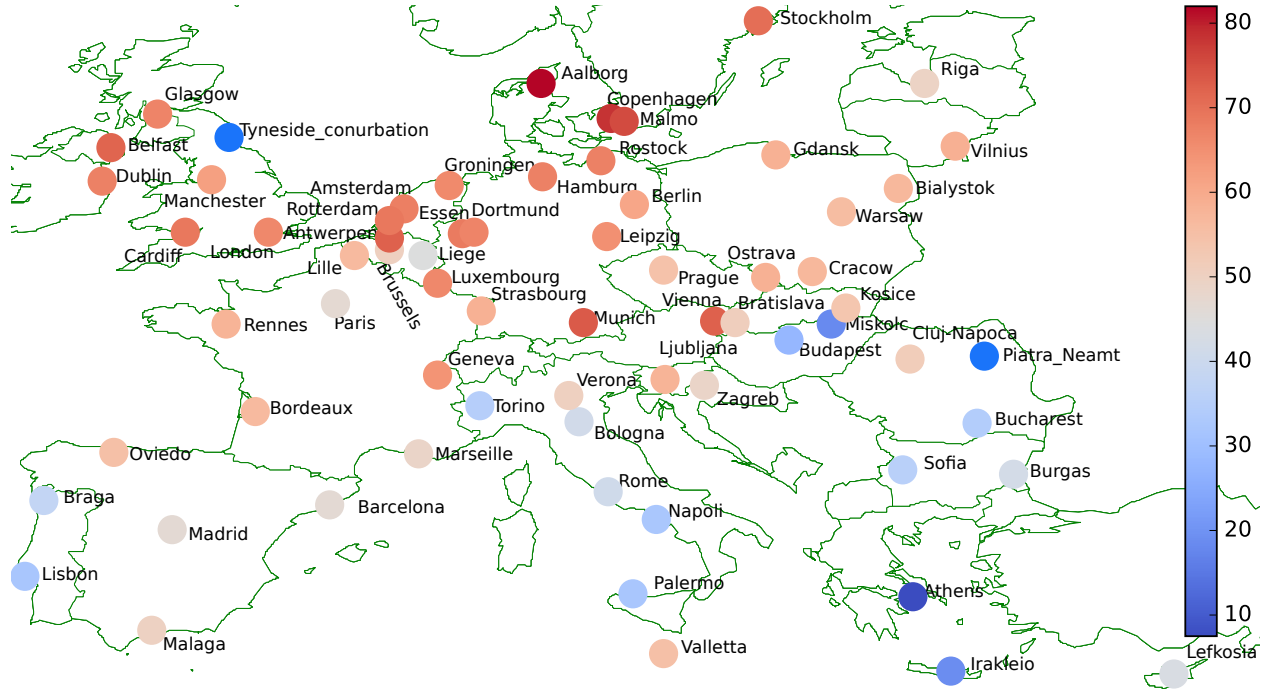 Stockholm
80
Aalborg
Riga
Glasgow
Copenhagen
Malmo
70
Tyneside_conurbation
Belfast
Rostock
Gdansk
Vilnius
Groningen
Dublin
Hamburg
Amsterdam
Bialystok
60
Manchester
Berlin
Rotterdam
Essen
Dortmund
Warsaw
Antwerpen
Leipzig
London
Cardiff
Liege
Ostrava
Lille
Cracow
Prague
50
Luxembourg
Brussels
Strasbourg
Vienna
Bratislava
Kosice
Paris
Rennes
Munich
Miskolc
Cluj-Napoca
Ljubljana
Budapest
Piatra_Neamt
Geneva
40
Verona
Zagreb
Bordeaux
Torino
Bucharest
Bologna
30
Oviedo
Marseille
Sofia
Burgas
Rome
Braga
Barcelona
Napoli
Madrid
20
Lisbon
Palermo
Athens
10
Malaga
Valletta
Lefkosia
Irakleio